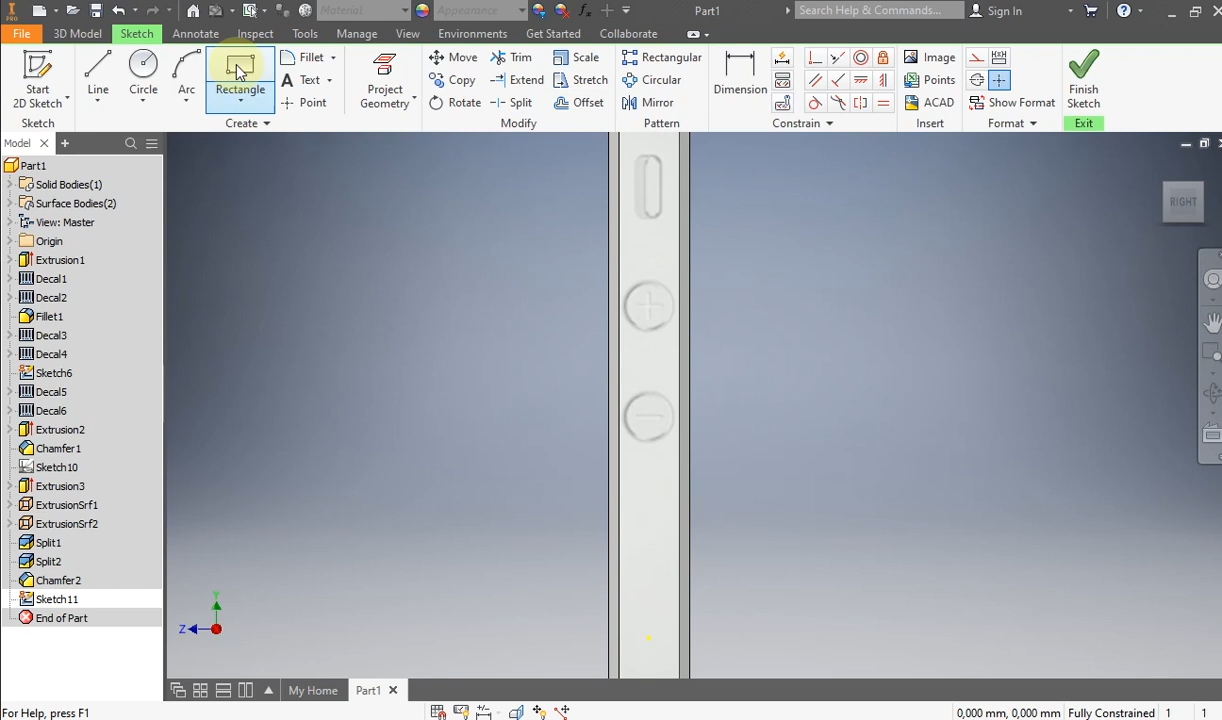 Material
Appearance
Part1
Search Help & Commands...
Sign In
PRO
File
3D Model
Sketch
Annotate
Inspect
Tools
Manage
View
Environments
Get Started
Collaborate
Start
2D Sketch
Line
Circle
Arc
Rectangle
Fillet
Text
Point
Project
Geometry
Move
Copy
Rotate
Trim
Extend
Split
Scale
Stretch
Offset
Rectangular
Circular
Mirror
Dimension
Image
Points
ACAD
Show Format
Finish
Sketch
Sketch
Create
Modify
Pattern
Constrain
Insert
Format
Exit
Model
Part1
Solid Bodies(1)
Surface Bodies(2)
View: Master
Origin
Extrusion1
Decal1
Decal2
Fillet1
Decal3
Decal4
Sketch6
Decal5
Decal6
Extrusion2
Chamfer1
Sketch10
Extrusion3
ExtrusionSrf1
ExtrusionSrf2
Split1
Split2
Chamfer2
Sketch11
End of Part
RIGHT
Y
Z
My Home
Part1
For Help, press F1
0,000 mm, 0,000 mm
Fully Constrained
1
1